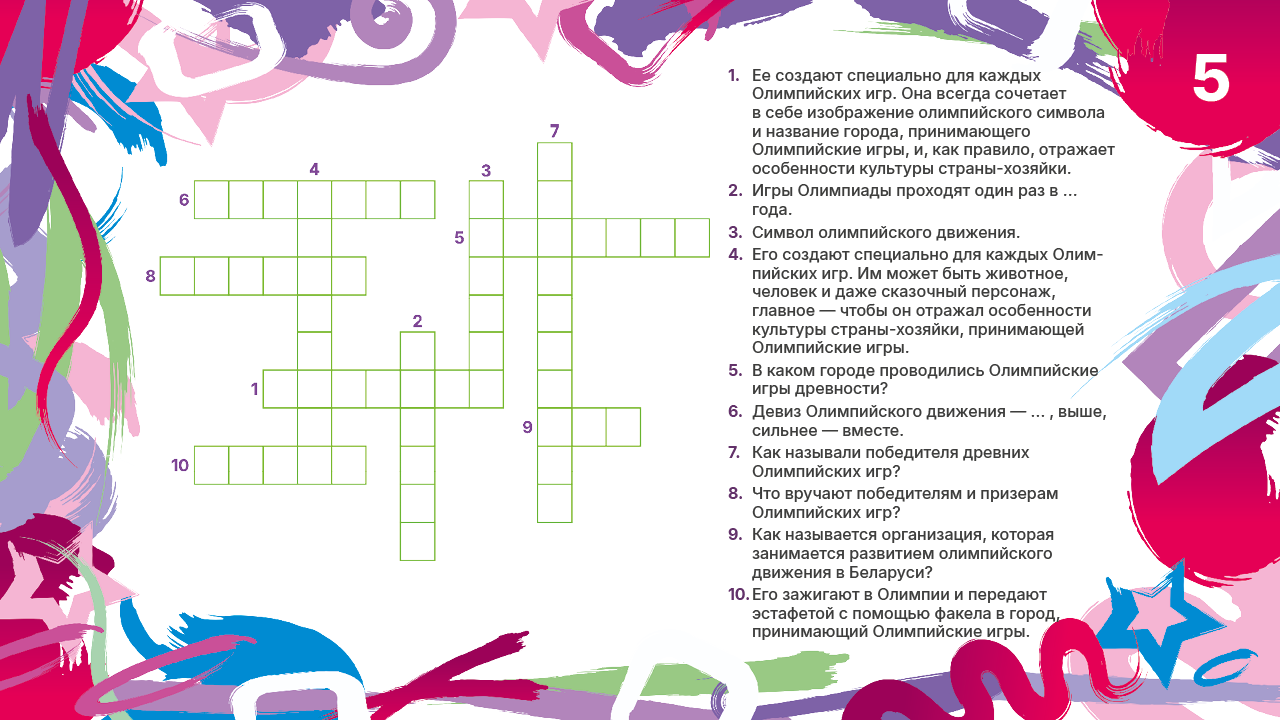 5
7
4
3
6
5
8
2
1
9
10
1. Ее создают специально для каждых
Олимпийских игр. Она всегда сочетает
в себе изображение олимпийского символа
и название города, принимающего
Олимпийские игры, и, как правило, отражает
особенности культуры страны-хозяйки.
2. Игры Олимпиады проходят один раз в ...
года.
3. Символ олимпийского движения.
4. Его создают специально для каждых Олим-
пийских игр. Им может быть животное,
человек и даже сказочный персонаж,
главное — чтобы он отражал особенности
культуры страны-хозяйки, принимающей
Олимпийские игры.
5. В каком городе проводились Олимпийские
игры древности?
6. Девиз Олимпийского движения — ... , выше,
сильнее — вместе.
7. Как называли победителя древних
Олимпийских игр?
8. Что вручают победителям и призерам
Олимпийских игр?
9. Как называется организация, которая
занимается развитием олимпийского
движения в Беларуси?
10. Его зажигают в Олимпии и передают
эстафетой с помощью факела в город,
принимающий Олимпийские игры.